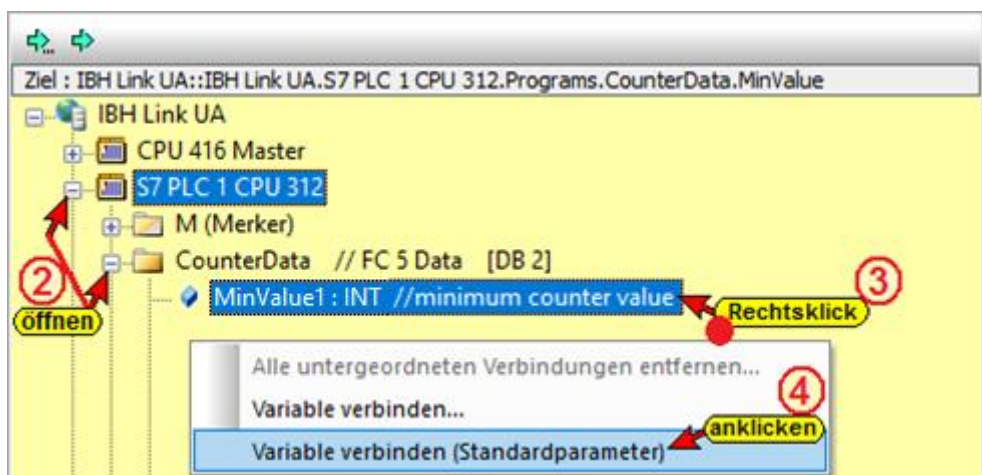 Ziel : IBH Link UA::IBH Link UA.S7 PLC 1 CPU 312.Programs.CounterData.MinValue
IBH Link UA
CPU 416 Master
S7 PLC 1 CPU 312
M (Merker)
CounterData // FC 5 Data [DB 2]
2
öffnen
MinValue1 : INT //minimum counter value
3
Rechtsklick
Alle untergeordneten Verbindungen entfernen...
Variable verbinden...
4
anklicken
Variable verbinden (Standardparameter)